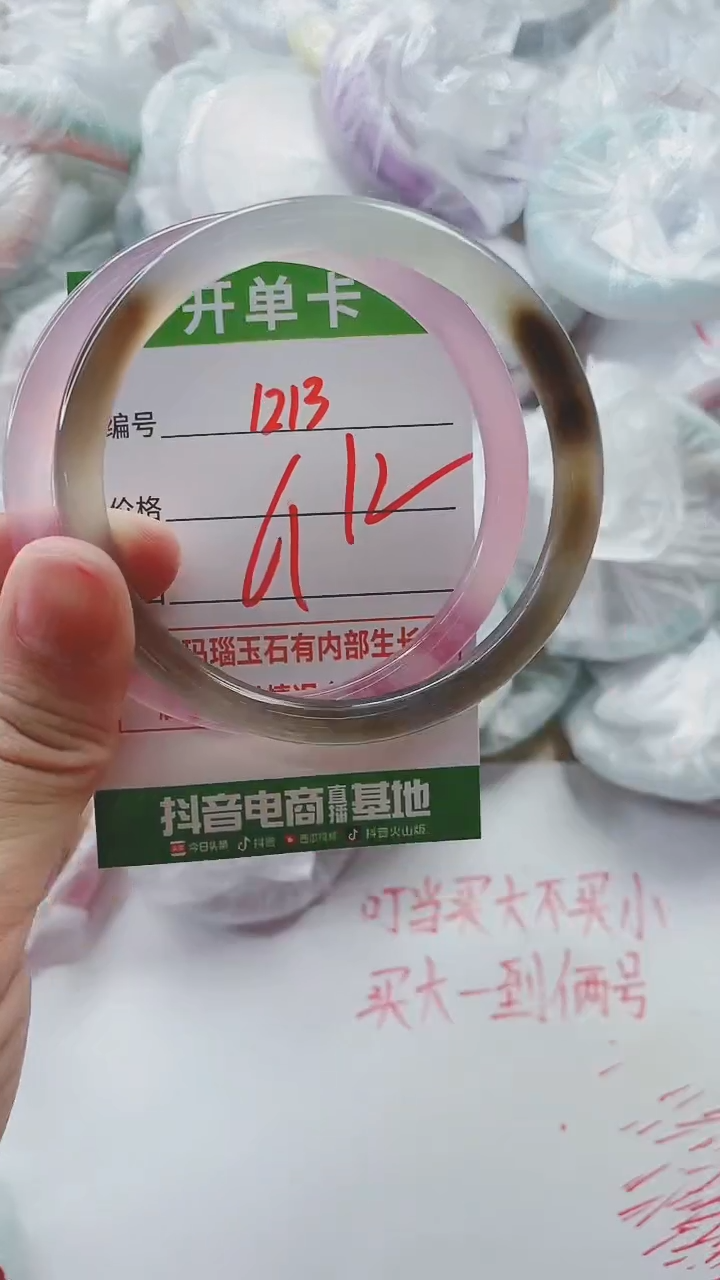 开单卡
编号 1213
价格 12
玛瑙玉石有内部生长
抖音电商直播基地
今日头条 抖音 西瓜视频 抖音火山版
叮当买大不买小
买大一到俩号